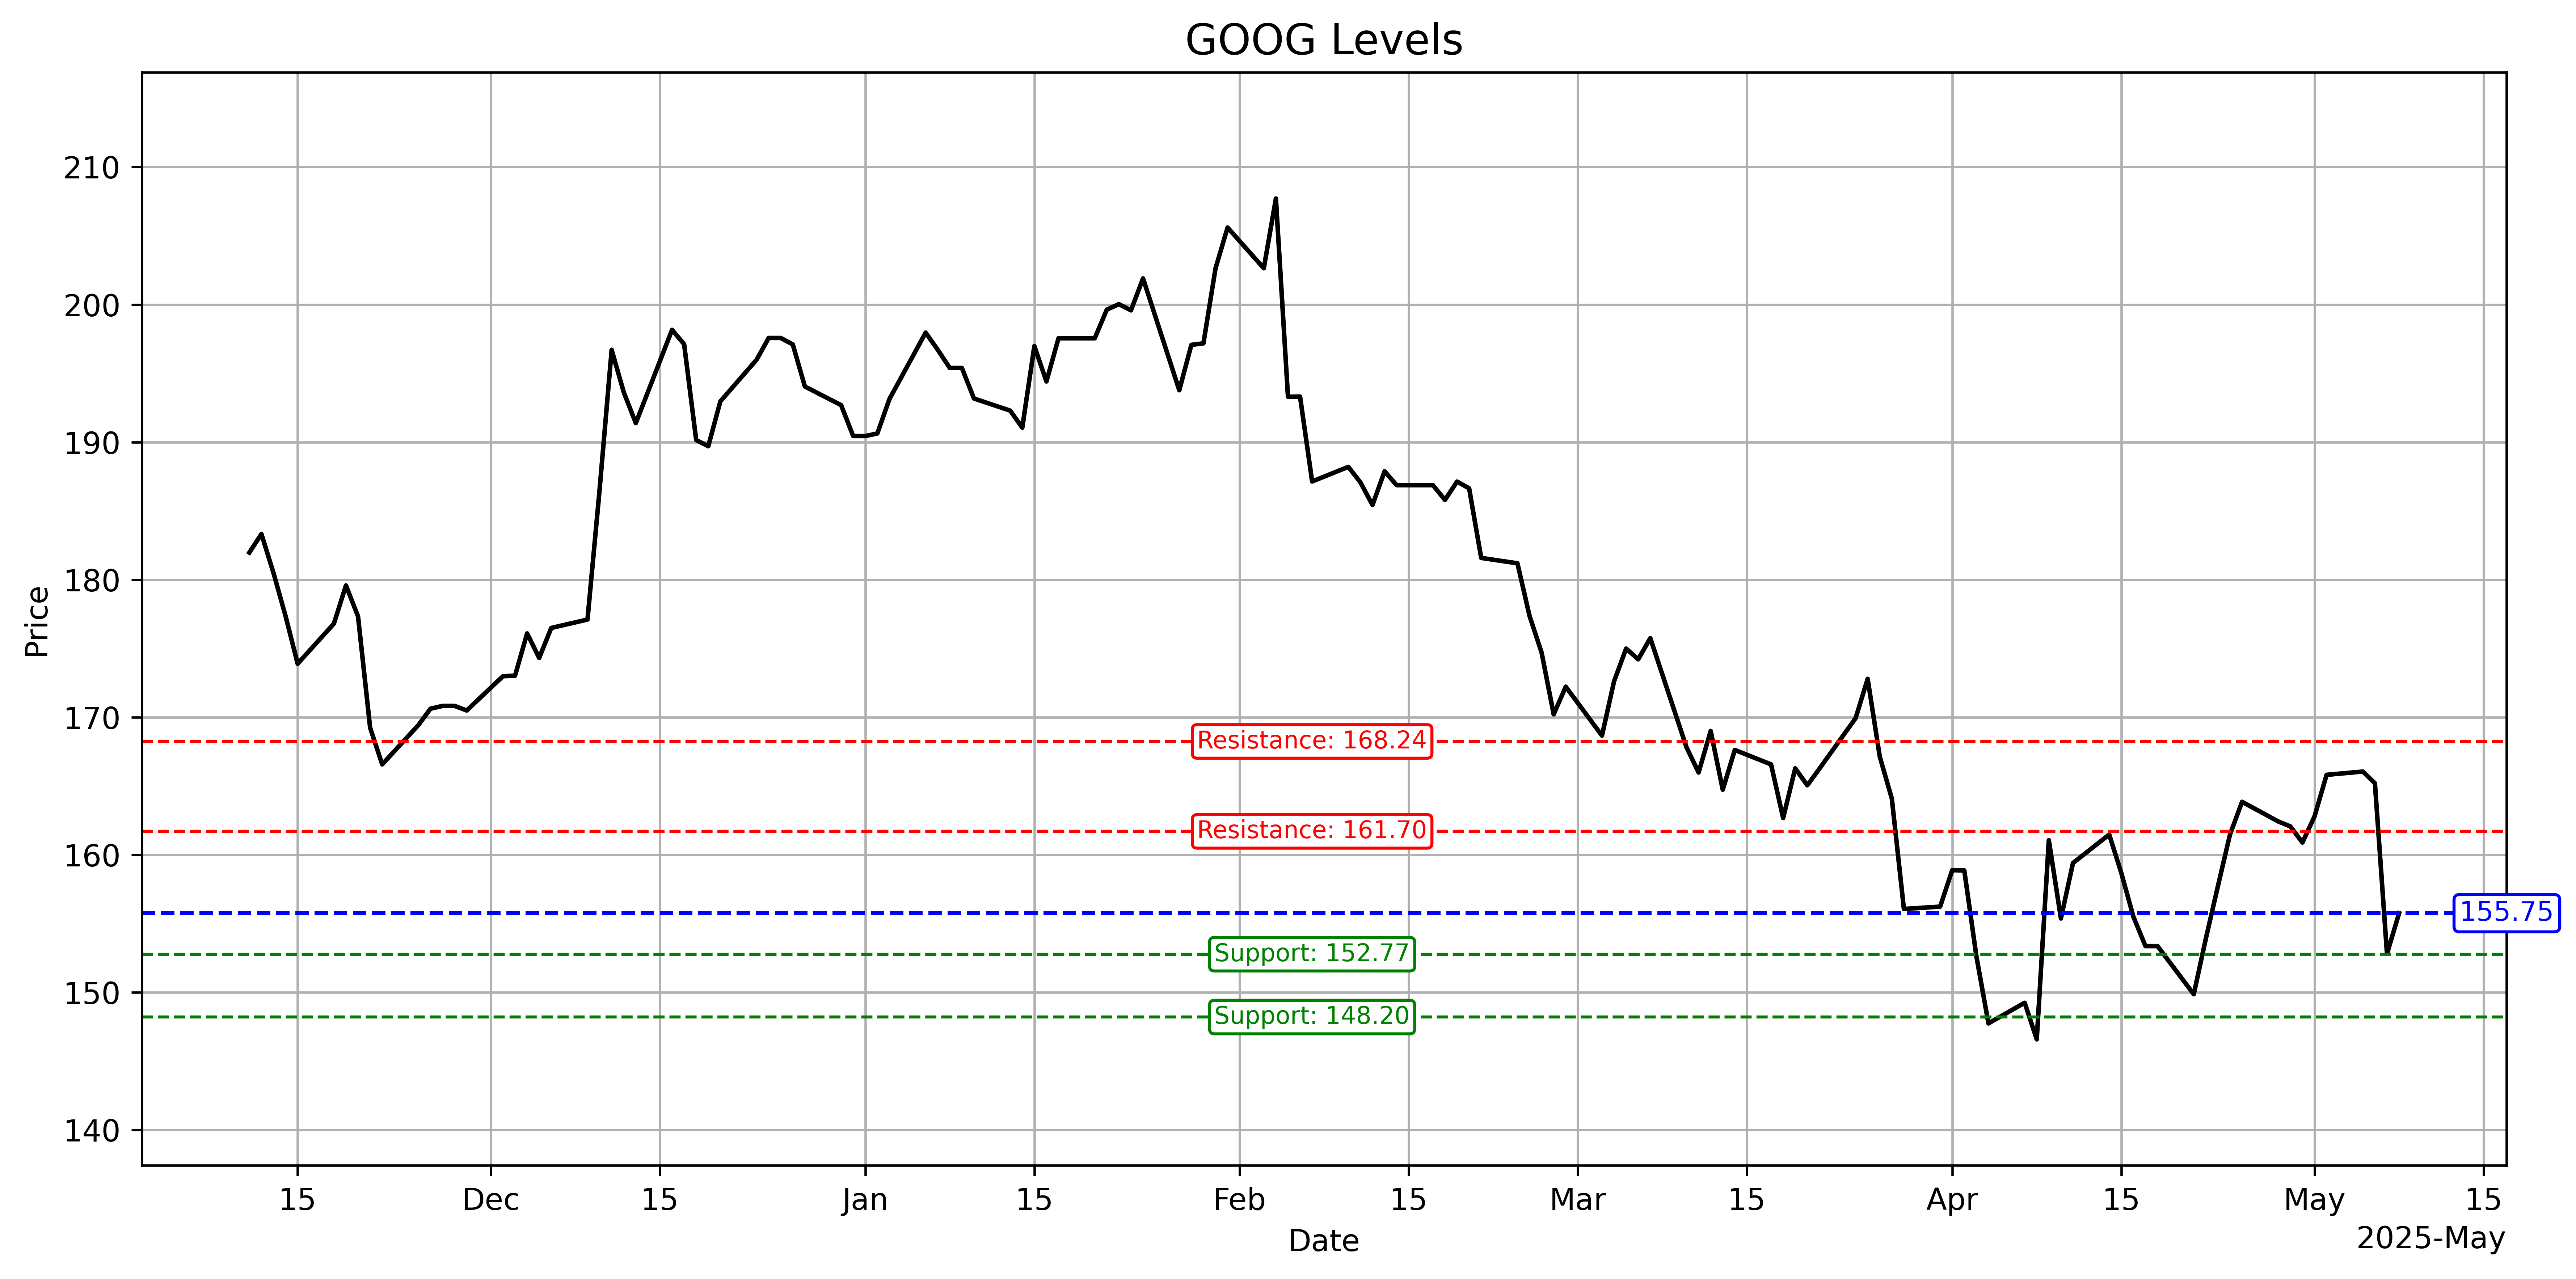 GOOG Levels
Price
210
200
190
180
170
160
150
140
Resistance: 168.24
Resistance: 161.70
155.75
Support: 152.77
Support: 148.20
15
Dec
15
Jan
15
Feb
15
Mar
15
Apr
15
May
15
Date
2025-May